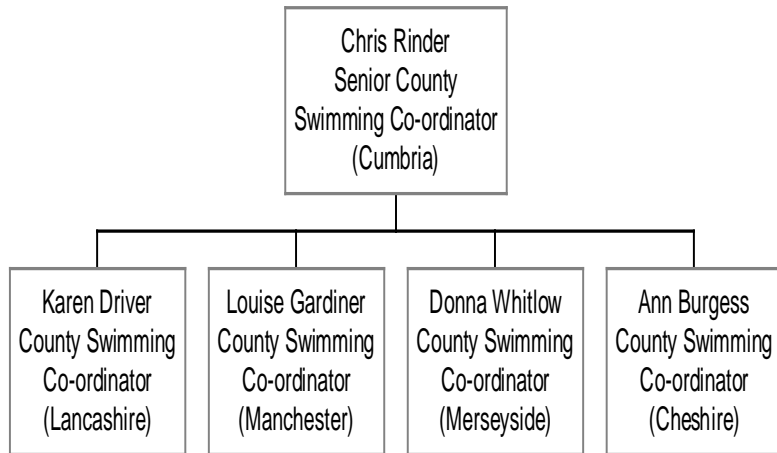 Chris Rinder
Senior County
Swimming Co-ordinator
(Cumbria)
Karen Driver
County Swimming
Co-ordinator
(Lancashire)
Louise Gardiner
County Swimming
Co-ordinator
(Manchester)
Donna Whitlow
County Swimming
Co-ordinator
(Merseyside)
Ann Burgess
County Swimming
Co-ordinator
(Cheshire)